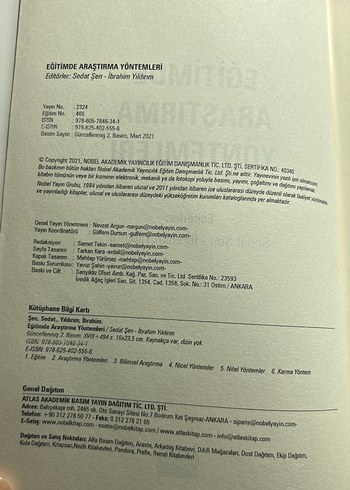 EĞİTİMDE ARAŞTIRMA YÖNTEMLERİ
Editörler: Sedat Şen - İbrahim Yıldırım
Yayın No. : 2324
Eğitim No. : 465
ISSN : 978-605-7846-34-1
E-ISBN : 978-625-402-555-8
Basım Sayısı : Güncellenmiş 2. Basım, Mart 2021
© Copyright 2021, NOBEL AKADEMİK YAYINCILIK EĞİTİM DANIŞMANLIK TİC. LTD. ŞTİ. SERTİFİKA NO.: 40340
Bu baskının bütün hakları Nobel Akademik Yayıncılık Eğitim Danışmanlık Tic. Ltd. Şti.ne aittir. Yayınevinin yazılı izni olmaksızın,
kitabın tümünün veya bir kısmının elektronik, mekanik ya da fotokopi yoluyla basımı, yayımı, çoğaltımı ve dağıtımı yapılamaz.
Nobel Yayın Grubu, 1984 yılından itibaren ulusal ve 2011 yılından itibaren ise uluslararası düzeyde düzenli olarak faaliyet yürütmekte
ve yayınladığı kitaplar, ulusal ve uluslararası düzeydeki yükseköğretim kurumları kataloglarında yer almaktadır.
Genel Yayın Yönetmeni : Nevzat Argun -nargun@nobelyayin.com-
Yayın Koordinatörü : Gülfem Dursun -gulfem@nobelyayin.com-
Redaksiyon : Samet Tekin -samet@nobelyayin.com-
Sayfa Tasarım : Tarkan Kara -erdal@nobelyayin.com-
Kapak Tasarım : Mehtap Yürümez -mehtap@nobelyayin.com-
Baskı Sorumlusu : Yavuz Şahin -yavuz@nobelyayin.com-
Baskı ve Cilt : Sarıyıldız Ofset Amb. Kağ. Paz. San. ve Tic. Ltd. Sertifika No.: 23593
İvedik Ağaç İşleri San. Sit. 1354. Cad. 1358. Sok. No.: 31 Ostim / ANKARA
Kütüphane Bilgi Kartı
Şen, Sedat., Yıldırım, İbrahim.
Eğitimde Araştırma Yöntemleri / Sedat Şen - İbrahim Yıldırım
Güncellenmiş 2. Basım. XVIII + 494 s. 16x23,5 cm. Kaynakça var, dizin yok.
ISBN: 978-605-7846-34-1
E-ISBN: 978-625-402-555-8
1. Eğitim 2. Araştırma Yöntemleri 3. Bilimsel Araştırma 4. Nicel Yöntemler 5. Nitel Yöntemler 6. Karma Yöntem
Genel Dağıtım
ATLAS AKADEMİK BASIM YAYIN DAĞITIM TİC. LTD. ŞTİ.
Adres: Bahçekapı mh. 2465 sk. Oto Sanayi Sitesi No:7 Bodrum Kat Şaşmaz-ANKARA - siparis@nobelyayin.com-
Telefon: +90 312 278 50 77 - Faks: 0 312 278 21 65
E-Satış: www.nobelkitap.com - esatis@nobelkitap.com / www.atlaskitap.com - info@atlaskitap.com
Dağıtım ve Satış Noktaları: Alfa Basım Dağıtım, Arasta, Arkadaş Kitabevi, D&R Mağazaları, Dost Dağıtım, Ekip Dağıtım,
Kida Dağıtım, Kitapsan, Nezih Kitabevleri, Pandora, Prefix, Remzi Kitabevleri